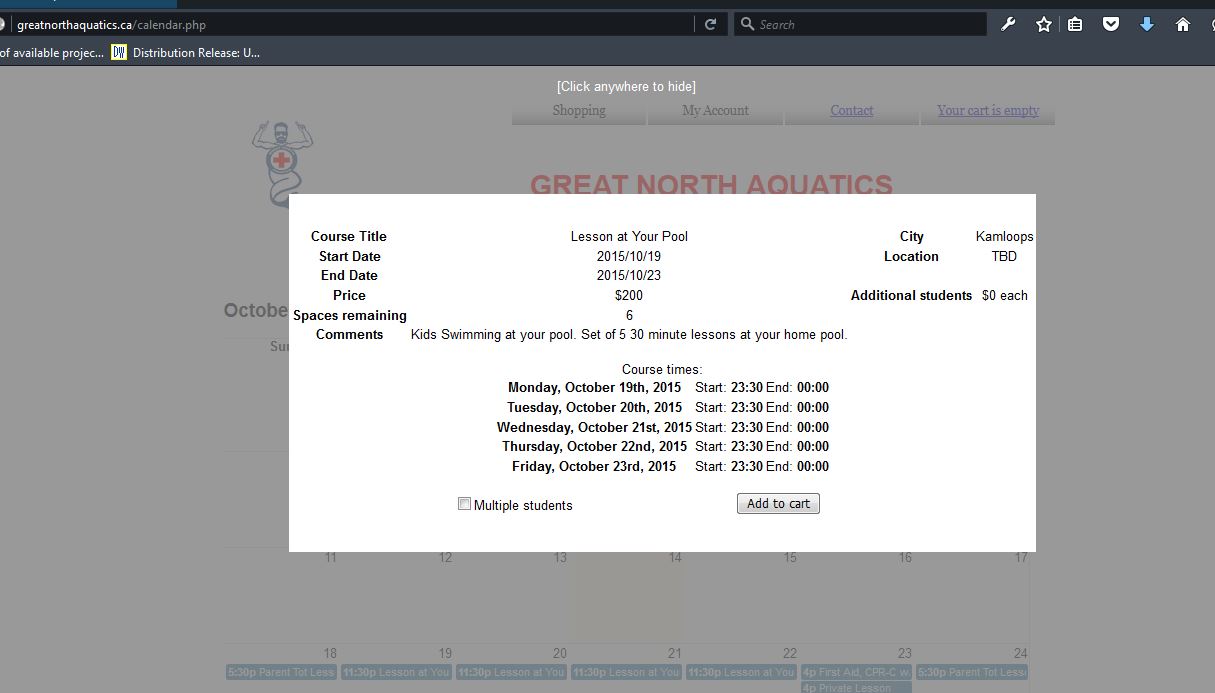 greatnorthaquatics.ca/calendar.php
Search
of available projec... DW Distribution Release: U...
[Click anywhere to hide]
Shopping My Account Contact Your cart is empty
GREAT NORTH AQUATICS
Course Title Lesson at Your Pool City Kamloops
Start Date 2015/10/19 Location TBD
End Date 2015/10/23
Price $200 Additional students $0 each
October
Spaces remaining 6
Comments Kids Swimming at your pool. Set of 5 30 minute lessons at your home pool.
Su
Course times:
Monday, October 19th, 2015 Start: 23:30 End: 00:00
Tuesday, October 20th, 2015 Start: 23:30 End: 00:00
Wednesday, October 21st, 2015 Start: 23:30 End: 00:00
Thursday, October 22nd, 2015 Start: 23:30 End: 00:00
Friday, October 23rd, 2015 Start: 23:30 End: 00:00
Multiple students Add to cart
11 12 13 14 15 16 17
18 19 20 21 22 23 24
5:30p Parent Tot Less 11:30p Lesson at You 11:30p Lesson at You 11:30p Lesson at You 11:30p Lesson at You 4p First Aid, CPR-C w. 5:30p Parent Tot Less
4p Private Lesson